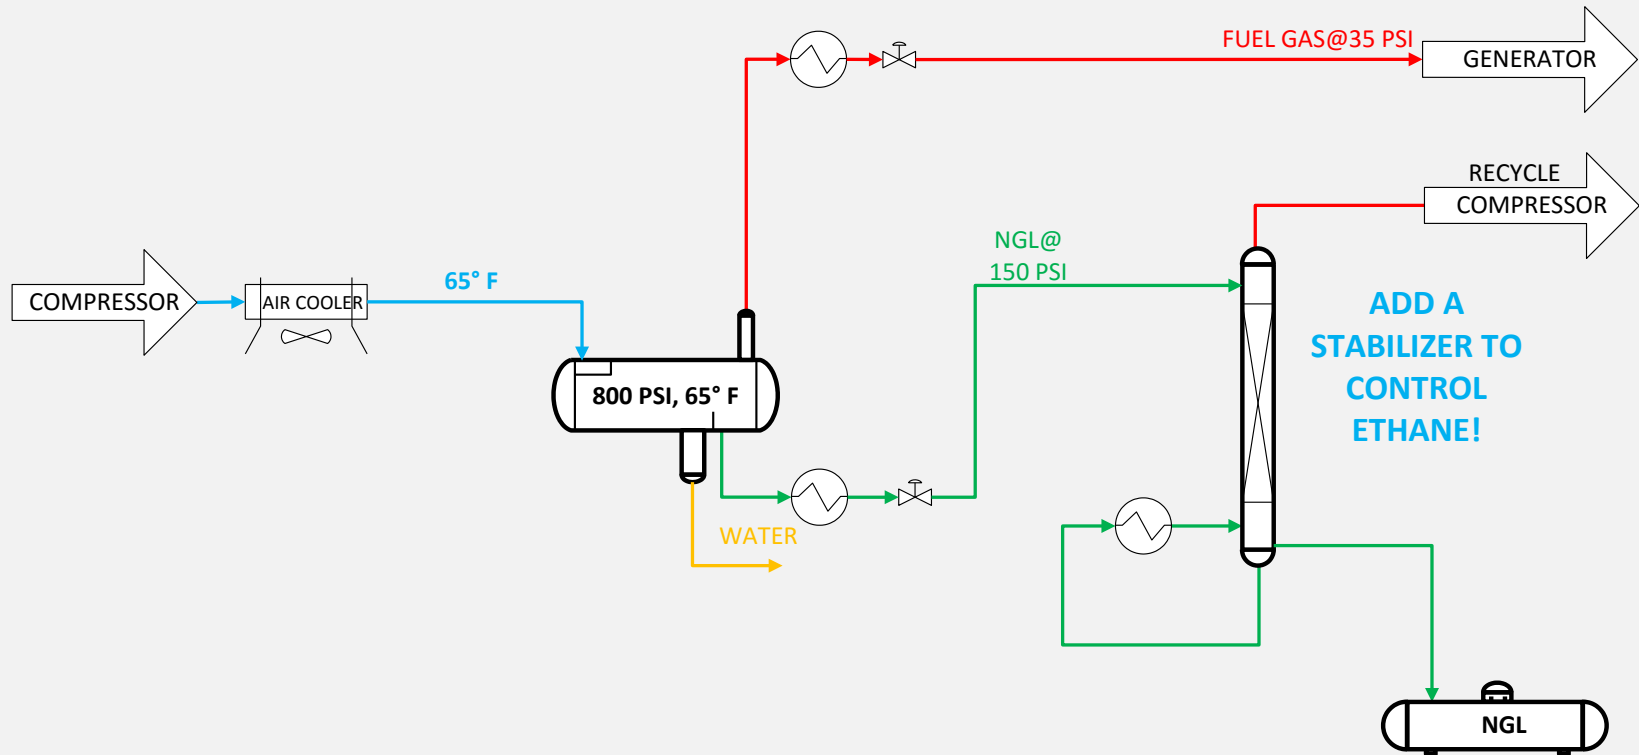 FUEL GAS@35 PSI
GENERATOR
RECYCLE
COMPRESSOR
NGL@
150 PSI
65° F
COMPRESSOR
AIR COOLER
ADD A
STABILIZER TO
CONTROL
ETHANE!
800 PSI, 65° F
WATER
NGL